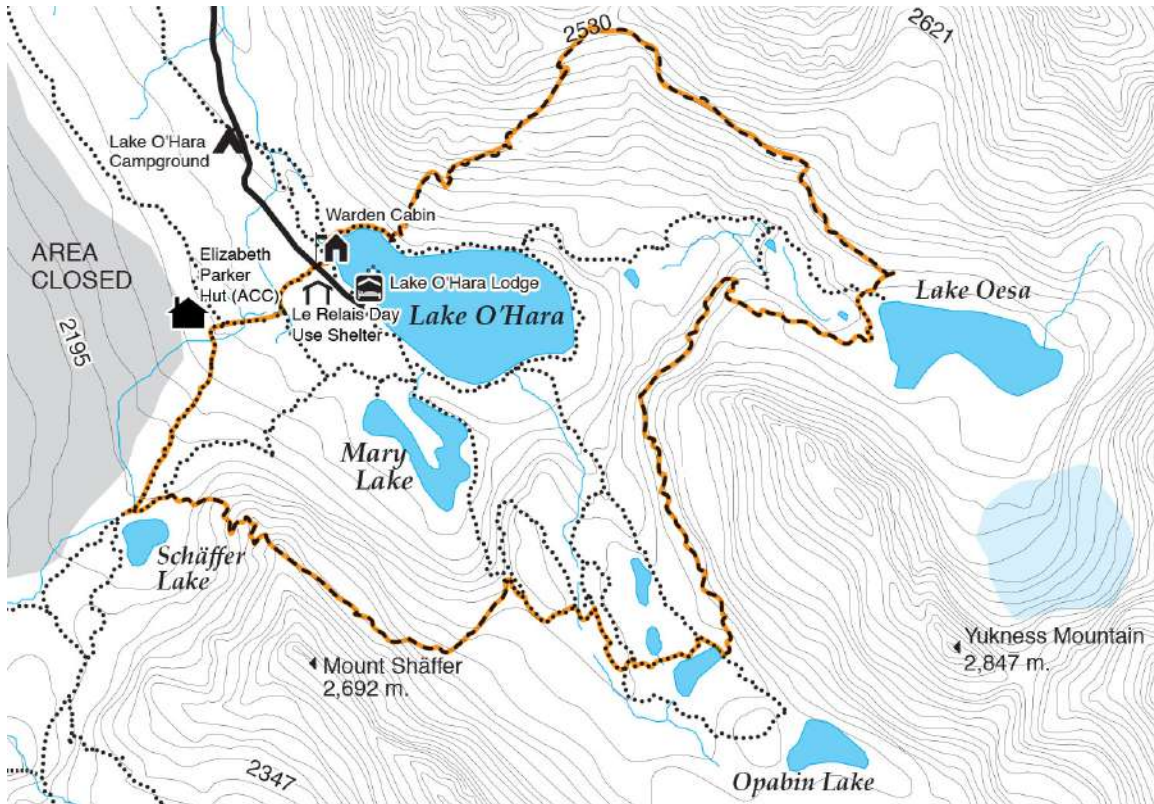 2530
2621
Lake O'Hara
Campground
Warden Cabin
AREA
CLOSED
Elizabeth
Parker
Hut (ACC)
Lake O'Hara Lodge
Le Relais Day
Use Shelter
Lake O'Hara
Lake Oesa
2195
Mary
Lake
Schäffer
Lake
Mount Shäffer
2,692 m.
Yukness Mountain
2,847 m.
2347
Opabin Lake